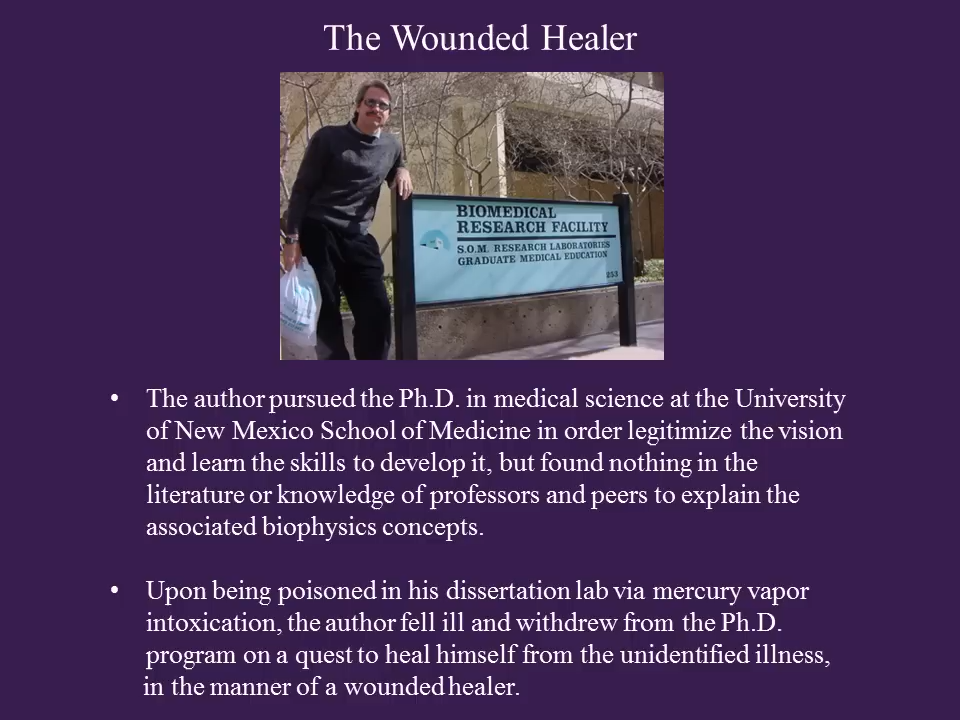 The Wounded Healer
BIOMEDICAL
RESEARCH FACILITY
S.O.M. RESEARCH LABORATORIES
GRADUATE MEDICAL EDUCATION
253
• The author pursued the Ph.D. in medical science at the University
of New Mexico School of Medicine in order legitimize the vision
and learn the skills to develop it, but found nothing in the
literature or knowledge of professors and peers to explain the
associated biophysics concepts.
• Upon being poisoned in his dissertation lab via mercury vapor
intoxication, the author fell ill and withdrew from the Ph.D.
program on a quest to heal himself from the unidentified illness,
in the manner of a wounded healer.